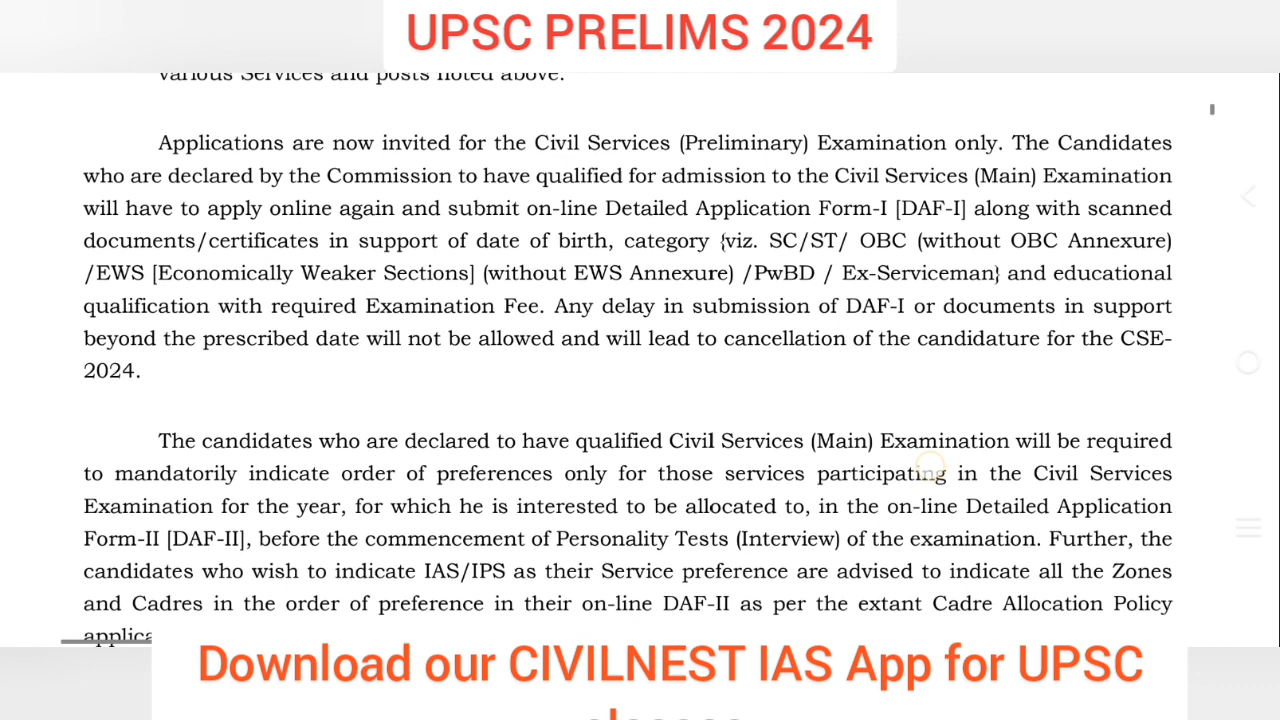 UPSC PRELIMS 2024
various Services and posts noted above.
Applications are now invited for the Civil Services (Preliminary) Examination only. The Candidates
who are declared by the Commission to have qualified for admission to the Civil Services (Main) Examination
will have to apply online again and submit on-line Detailed Application Form-I [DAF-I] along with scanned
documents/certificates in support of date of birth, category {viz. SC/ST/ OBC (without OBC Annexure)
/EWS [Economically Weaker Sections] (without EWS Annexure) /PwBD / Ex-Serviceman} and educational
qualification with required Examination Fee. Any delay in submission of DAF-I or documents in support
beyond the prescribed date will not be allowed and will lead to cancellation of the candidature for the CSE-
2024.
The candidates who are declared to have qualified Civil Services (Main) Examination will be required
to mandatorily indicate order of preferences only for those services participating in the Civil Services
Examination for the year, for which he is interested to be allocated to, in the on-line Detailed Application
Form-II [DAF-II], before the commencement of Personality Tests (Interview) of the examination. Further, the
candidates who wish to indicate IAS/IPS as their Service preference are advised to indicate all the Zones
and Cadres in the order of preference in their on-line DAF-II as per the extant Cadre Allocation Policy
Download our CIVILNEST IAS App for UPSC